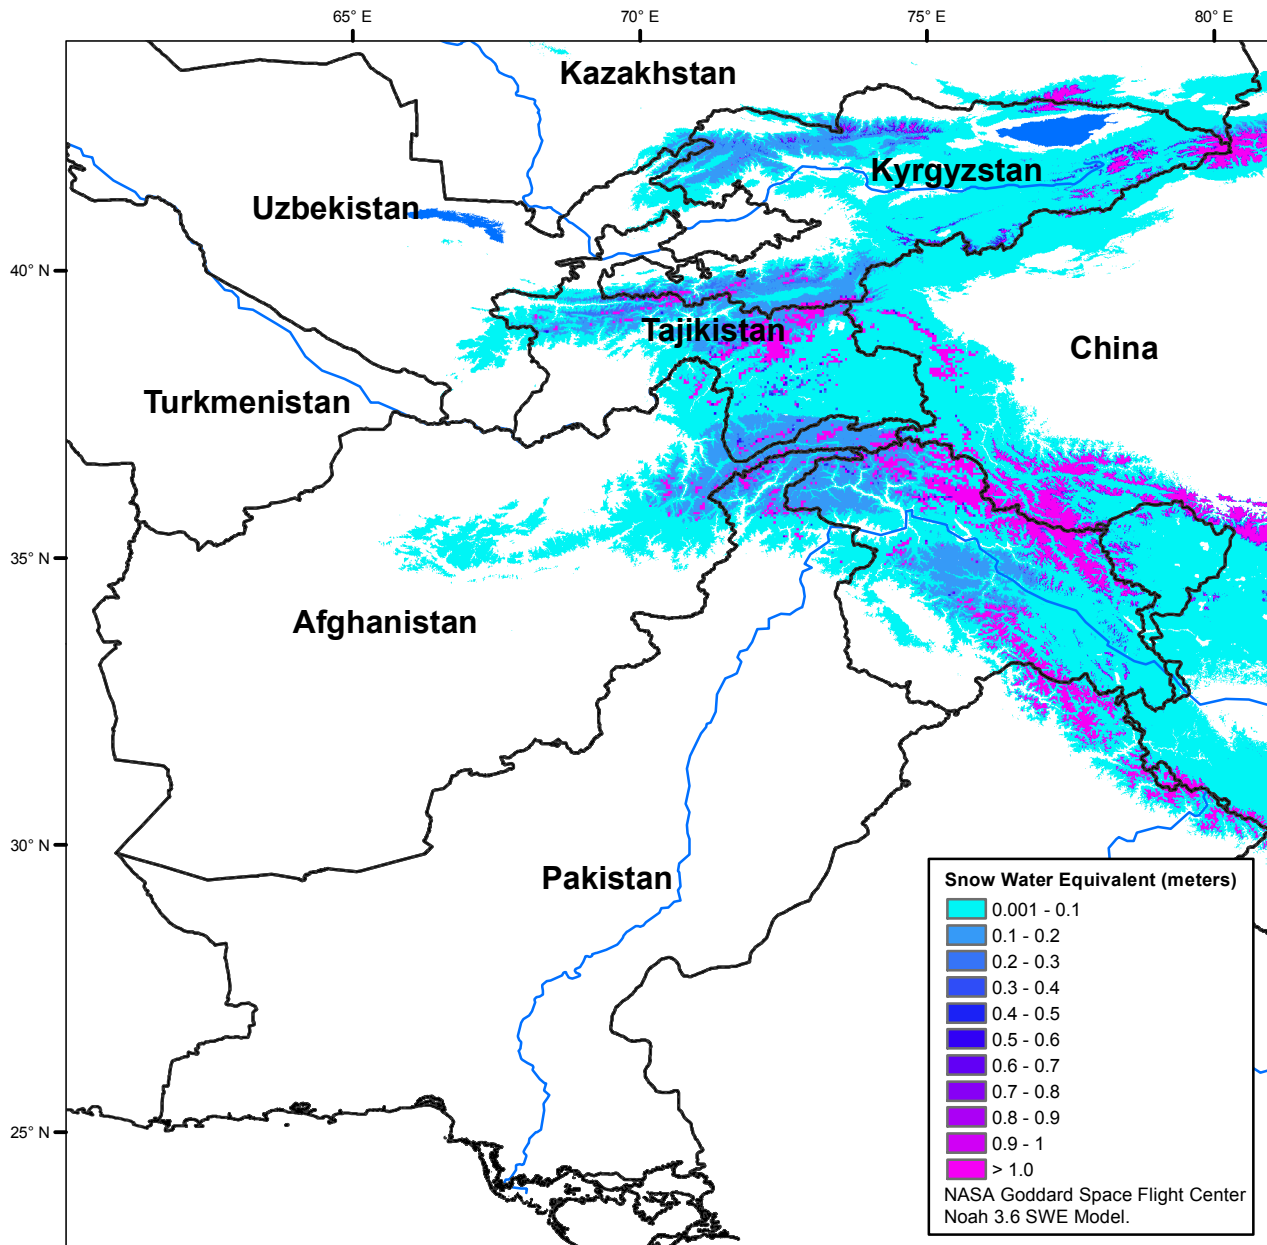 65° E
70° E
75° E
80° E
Kazakhstan
Kyrgyzstan
Uzbekistan
40° N
Tajikistan
China
Turkmenistan
35° N
Afghanistan
30° N
Pakistan
25° N
Snow Water Equivalent (meters)
0.001 - 0.1
0.1 - 0.2
0.2 - 0.3
0.3 - 0.4
0.4 - 0.5
0.5 - 0.6
0.6 - 0.7
0.7 - 0.8
0.8 - 0.9
0.9 - 1
> 1.0
NASA Goddard Space Flight Center
Noah 3.6 SWE Model.